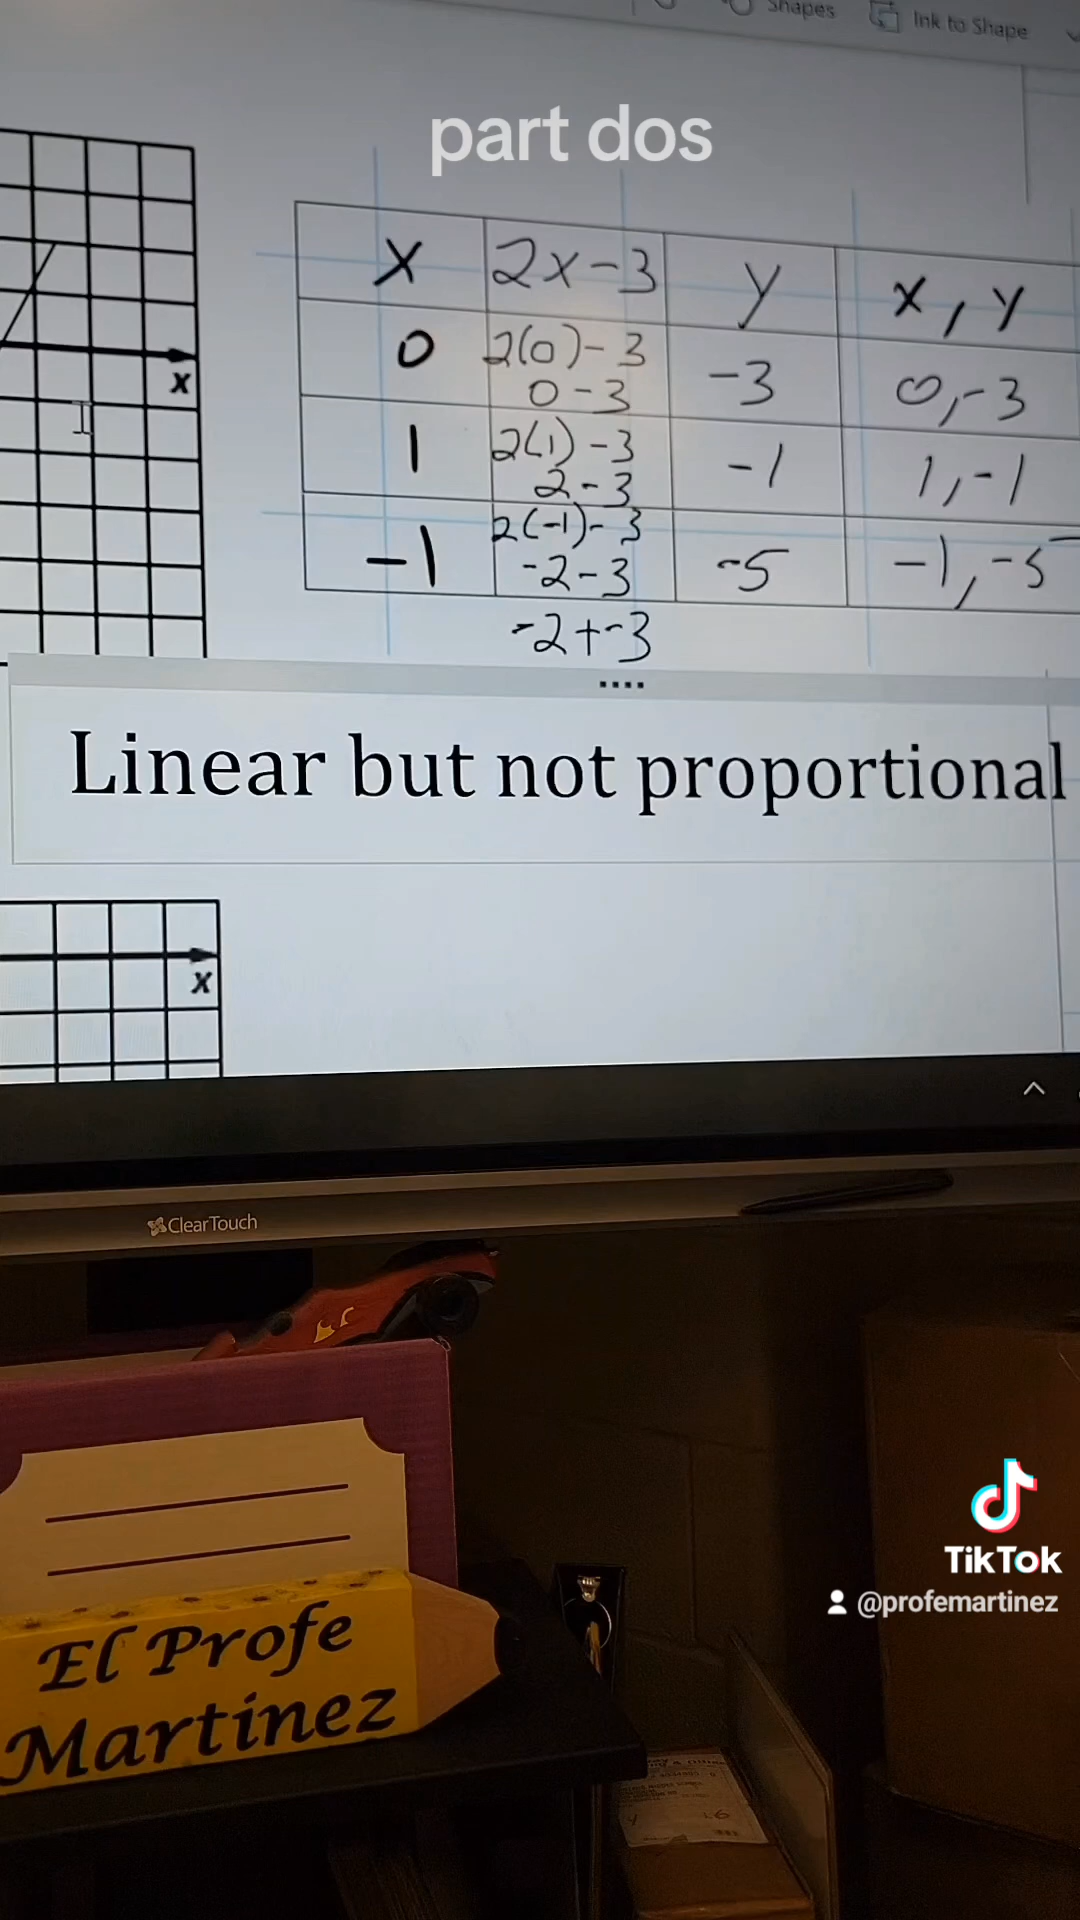 Shapes
Ink to Shape
part dos
x 2x-3 y x, y
0 2(0)-3 -3 0,-3
0-3
1 2(1)-3 -1 1,-1
2-3
-1 2(-1)-3 -5 -1,-5
-2-3
-2+-3
x
Linear but not proportional
x
ClearTouch
TikTok
@profemartinez
El Profe
Martinez